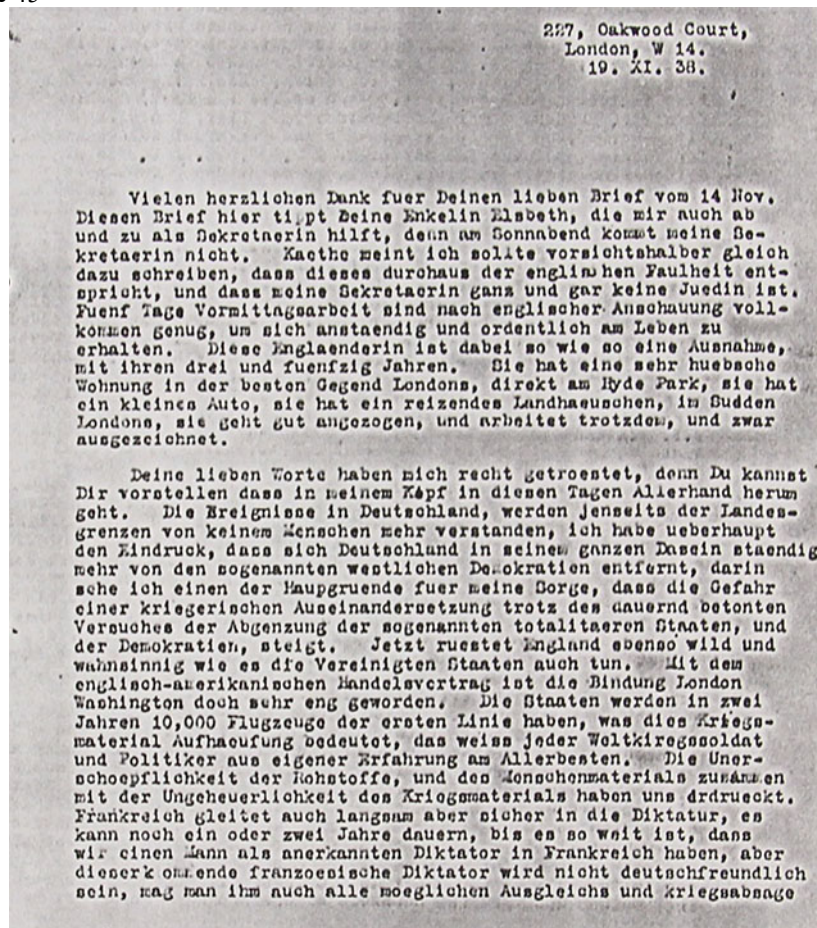 227, Oakwood Court,
London, W 14.
19. XI. 38.
Vielen herzlichen Dank fuer Deinen lieben Brief vom 14 Nov.
Diesen Brief hier tippt Deine Enkelin Elsbeth, die mir auch ab
und zu als Sekretaerin hilft, denn am Sonnabend kommt meine Se-
kretaerin nicht. Kaethe meint ich sollte vorsichtshalber gleich
dazu schreiben, dass dieses durchaus der englischen Faulheit ent-
spricht, und dass meine Sekretaerin ganz und gar keine Juedin ist.
Fuenf Tage Vormittagsarbeit sind nach englischer Anschauung voll-
kommen genug, um sich anstaendig und ordentlich am Leben zu
erhalten. Diese Englaenderin ist dabei so wie so eine Ausnahme,
mit ihren drei und fuenfzig Jahren. Sie hat eine sehr huebsche
Wohnung in der besten Gegend Londons, direkt am Hyde Park, sie hat
ein kleines Auto, sie hat ein reizendes Landhaeuschen, im Sudden
Londons, sie geht gut angezogen, und arbeitet trotzdem, und zwar
ausgezeichnet.
Deine lieben Worte haben mich recht getroestet, denn Du kannst
Dir vorstellen dass in meinem Kopf in diesen Tagen Allerhand herum
geht. Die Ereignisse in Deutschland, werden jenseits der Landes-
grenzen von keinem Menschen mehr verstanden, ich habe ueberhaupt
den Eindruck, dass sich Deutschland in seinem ganzen Dasein staendig
mehr von den sogenannten westlichen Demokratien entfernt, darin
sehe ich einen der Haupgruende fuer meine Sorge, dass die Gefahr
einer kriegerischen Auseinandersetzung trotz des dauernd betonten
Versuches der Abgenzung der sogenannten totalitaeren Staaten, und
der Demokratien, steigt. Jetzt ruestet England ebenso wild und
wahnsinnig wie es die Vereinigten Staaten auch tun. Mit dem
englisch-amerikanischen Handelsvertrag ist die Bindung London
Washington doch sehr eng geworden. Die Staaten werden in zwei
Jahren 10,000 Flugzeuge der ersten Linie haben, was dies Kriegs-
material Aufhaeufung bedeutet, das weiss jeder Weltkiregssoldat
und Politiker aus eigener Erfahrung am Allerbesten. Die Uner-
schoepflichkeit der Rohstoffe, und des Menschenmaterials zusammen
mit der Ungeheuerlichkeit des Kriegsmaterials haben uns drdrueckt.
Frankreich gleitet auch langsam aber sicher in die Diktatur, es
kann noch ein oder zwei Jahre dauern, bis es so weit ist, dass
wir einen Mann als anerkannten Diktator in Frankreich haben, aber
dieserkommende franzoesische Diktator wird nicht deutschfreundlich
sein, mag man ihm auch alle moeglichen Ausgleichs und kriegsabsage